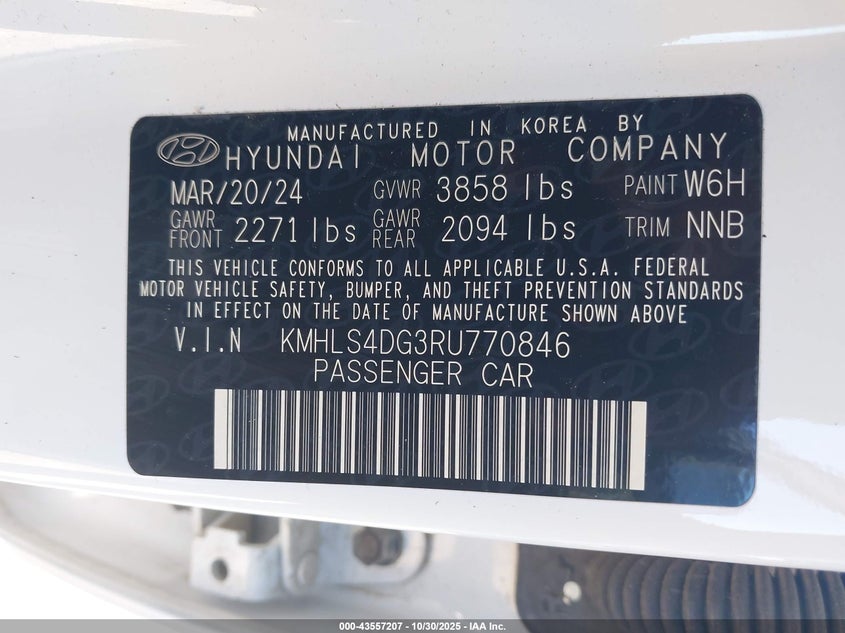 MANUFACTURED IN KOREA BY
HYUNDAI MOTOR COMPANY
MAR/20/24 GVWR 3858 lbs PAINT W6H
GAWR FRONT 2271 lbs GAWR REAR 2094 lbs TRIM NNB
THIS VEHICLE CONFORMS TO ALL APPLICABLE U.S.A. FEDERAL
MOTOR VEHICLE SAFETY, BUMPER, AND THEFT PREVENTION STANDARDS
IN EFFECT ON THE DATE OF MANUFACTURE SHOWN ABOVE
V.I.N KMHLS4DG3RU770846
PASSENGER CAR
000-43557207 - 10/30/2025 - IAA Inc.